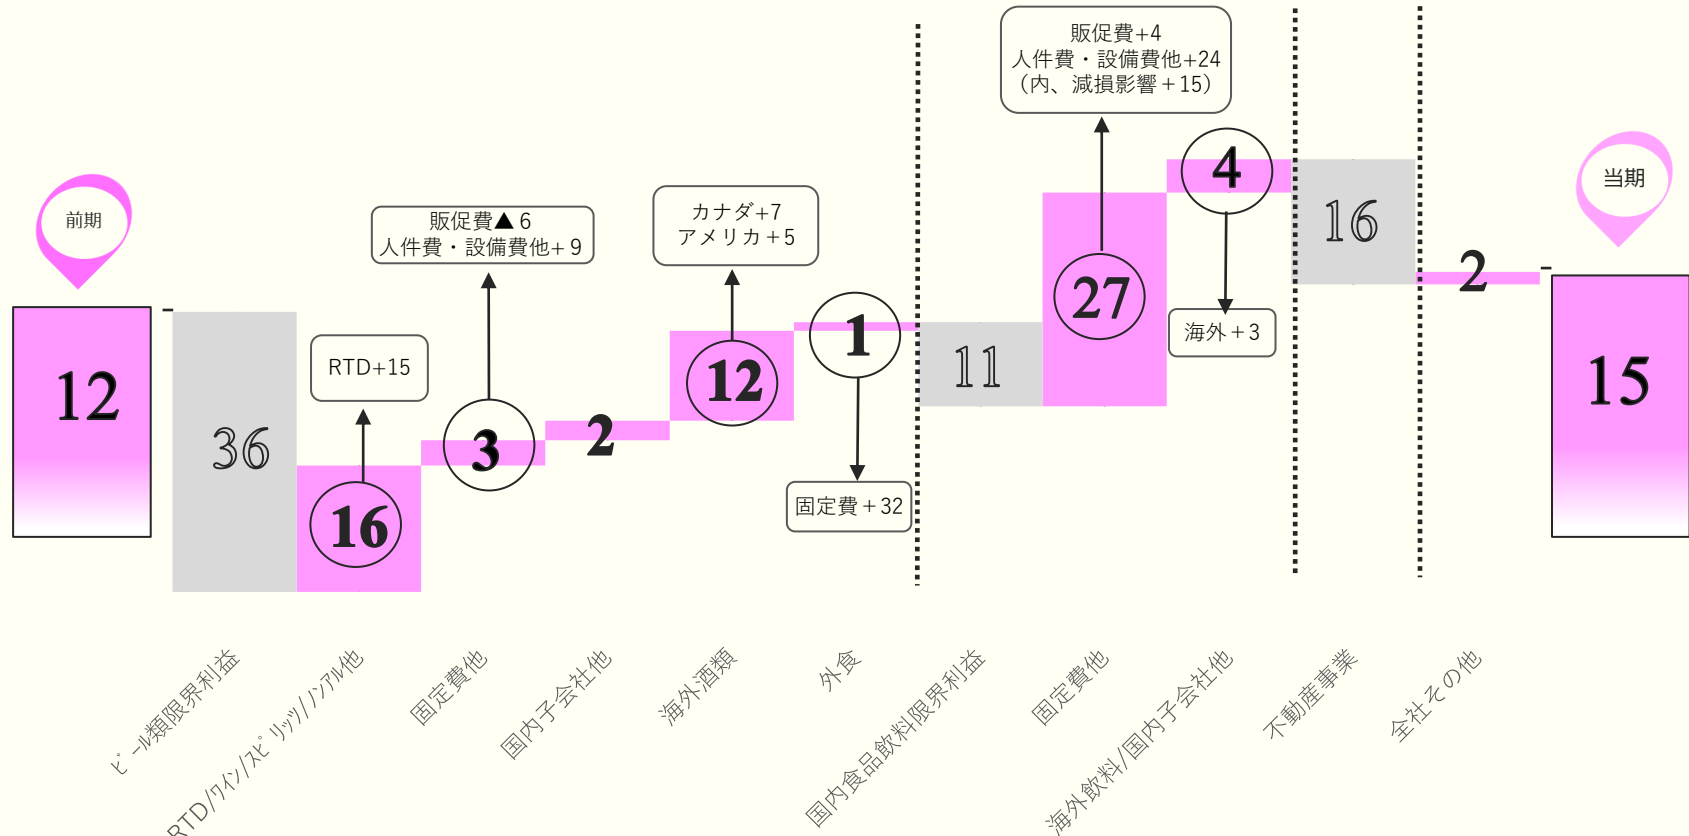 販促費+4
人件費・設備費他+24
（内、減損影響＋15）
前期
当期
販促費▲ 6
人件費・設備費他+ 9
カナダ+7
アメリカ＋5
4
16
2
27
海外＋3
12
36
RTD+15
16
3
2
12
1
固定費＋32
11
15
ﾋﾞｰﾙ類限界利益
RTD/ﾜｲﾝ/ｽﾋﾟﾘｯﾂ/ﾉﾝｱﾙ他
固定費他
国内子会社他
海外酒類
外食
国内食品飲料限界利益
固定費他
海外飲料/国内子会社他
不動産事業
全社その他